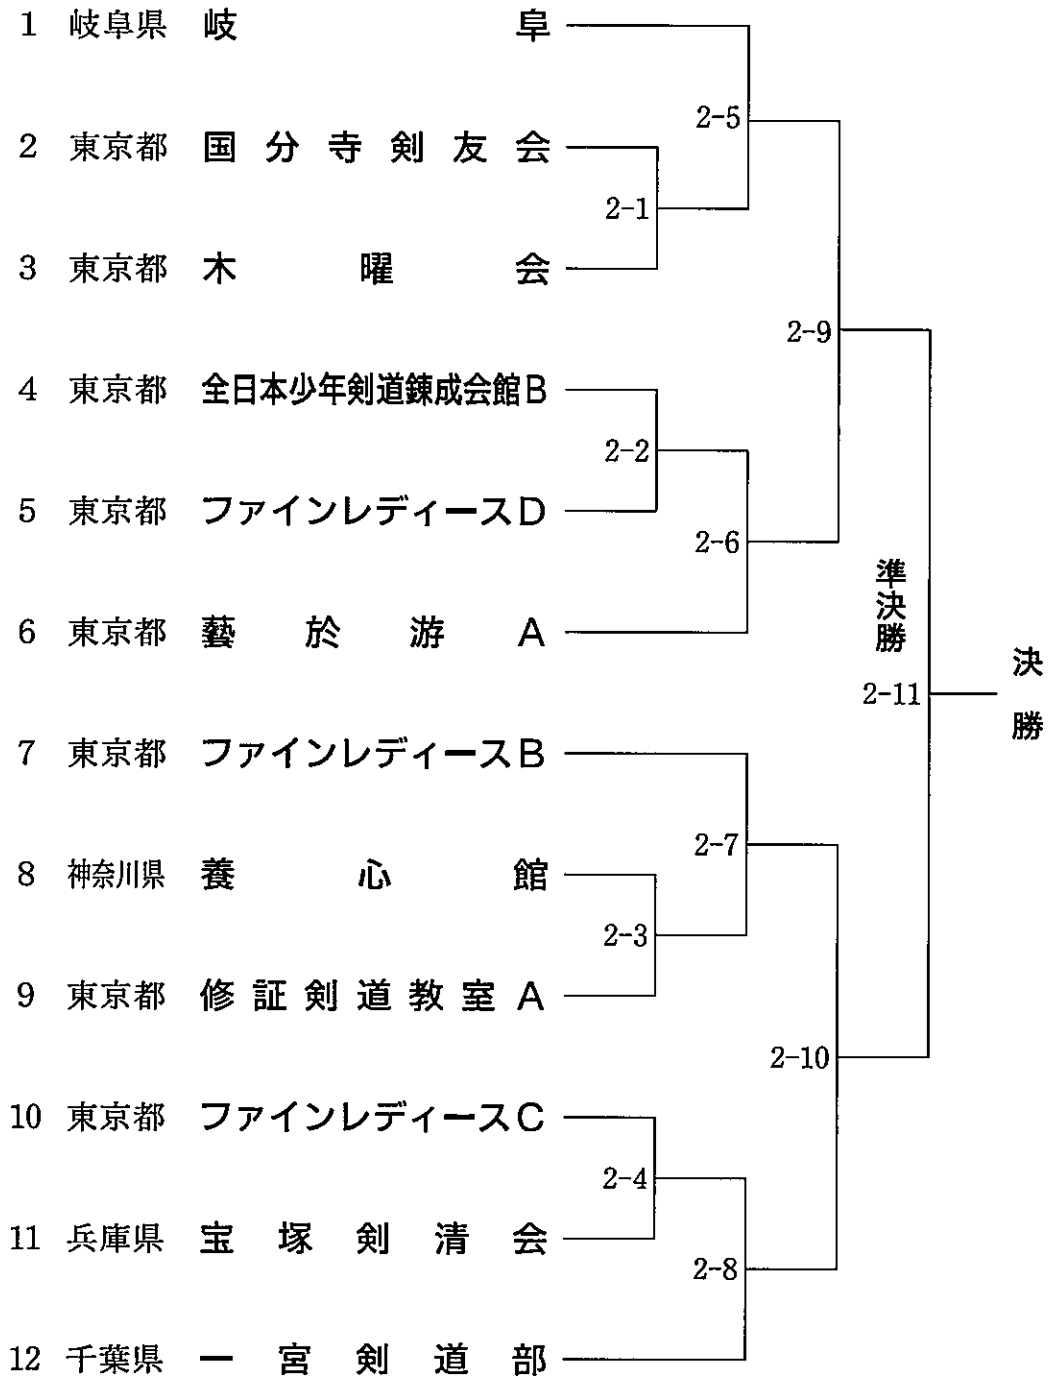 1 岐阜県 岐阜
2-5
2 東京都 国分寺剣友会
2-1
3 東京都 木曜会
2-9
4 東京都 全日本少年剣道錬成会館B
2-2
5 東京都 ファインレディースD
2-6
準決勝
6 東京都 藝於游A
決勝
2-11
7 東京都 ファインレディースB
2-7
8 神奈川県 養心館
2-3
9 東京都 修証剣道教室A
2-10
10 東京都 ファインレディースC
2-4
11 兵庫県 宝塚剣清会
2-8
12 千葉県 一宮剣道部